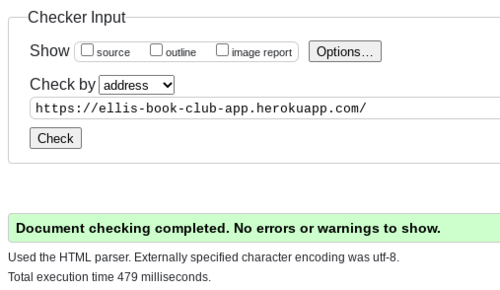 Checker Input
Show source outline image report Options...
Check by address
https://ellis-book-club-app.herokuapp.com/
Check
Document checking completed. No errors or warnings to show.
Used the HTML parser. Externally specified character encoding was utf-8.
Total execution time 479 milliseconds.